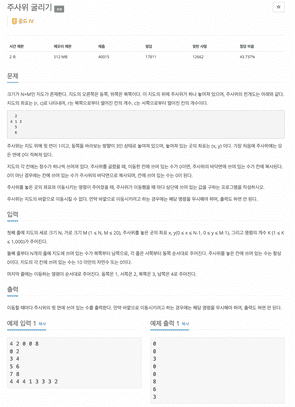 주사위 굴리기
골드 IV
시간 제한 메모리 제한 제출 정답 맞힌 사람 정답 비율
2 초 512 MB 40015 17811 12662 43.737%
문제
크기가 N×M인 지도가 존재한다. 지도의 오른쪽은 동쪽, 위쪽은 북쪽이다. 이 지도의 위에 주사위가 하나 놓여져 있으며, 주사위의 전개도는 아래와 같다.
지도의 좌표는 (r, c)로 나타내며, r는 북쪽으로부터 떨어진 칸의 개수, c는 서쪽으로부터 떨어진 칸의 개수이다.
2
4 1 3
5
6
주사위는 지도 위에 윗 면이 1이고, 동쪽을 바라보는 방향이 3인 상태로 놓여져 있으며, 놓여져 있는 곳의 좌표는 (x, y) 이다. 가장 처음에 주사위에는 모든 면에 0이 적혀져 있다.
지도의 각 칸에는 정수가 하나씩 쓰여져 있다. 주사위를 굴렸을 때, 이동한 칸에 쓰여 있는 수가 0이면, 주사위의 바닥면에 쓰여 있는 수가 칸에 복사된다.
0이 아닌 경우에는 칸에 쓰여 있는 수가 주사위의 바닥면으로 복사되며, 칸에 쓰여 있는 수는 0이 된다.
주사위를 놓은 곳의 좌표와 이동시키는 명령이 주어졌을 때, 주사위가 이동했을 때 마다 상단에 쓰여 있는 값을 구하는 프로그램을 작성하시오.
주사위는 지도의 바깥으로 이동시킬 수 없다. 만약 바깥으로 이동시키려고 하는 경우에는 해당 명령을 무시해야 하며, 출력도 하면 안 된다.
입력
첫째 줄에 지도의 세로 크기 N, 가로 크기 M (1 ≤ N, M ≤ 20), 주사위를 놓은 곳의 좌표 x, y(0 ≤ x ≤ N-1, 0 ≤ y ≤ M-1), 그리고 명령의 개수 K (1 ≤ K ≤ 1,000)가 주어진다.
둘째 줄부터 N개의 줄에 지도에 쓰여 있는 수가 북쪽부터 남쪽으로, 각 줄은 서쪽부터 동쪽 순서대로 주어진다. 주사위를 놓은 칸에 쓰여 있는 수는 항상 0이다. 지도의 각 칸에 쓰여 있는 수는 10 미만의 자연수 또는 0이다.
마지막 줄에는 이동하는 명령이 순서대로 주어진다. 동쪽은 1, 서쪽은 2, 북쪽은 3, 남쪽은 4로 주어진다.
출력
이동할 때마다 주사위의 윗 면에 쓰여 있는 수를 출력한다. 만약 바깥으로 이동시키려고 하는 경우에는 해당 명령을 무시해야 하며, 출력도 하면 안 된다.
예제 입력 1 복사
4 2 0 0 8
0 2
3 4
5 6
7 8
4 4 4 1 3 3 3 2
예제 출력 1 복사
0
0
3
0
0
8
6
3